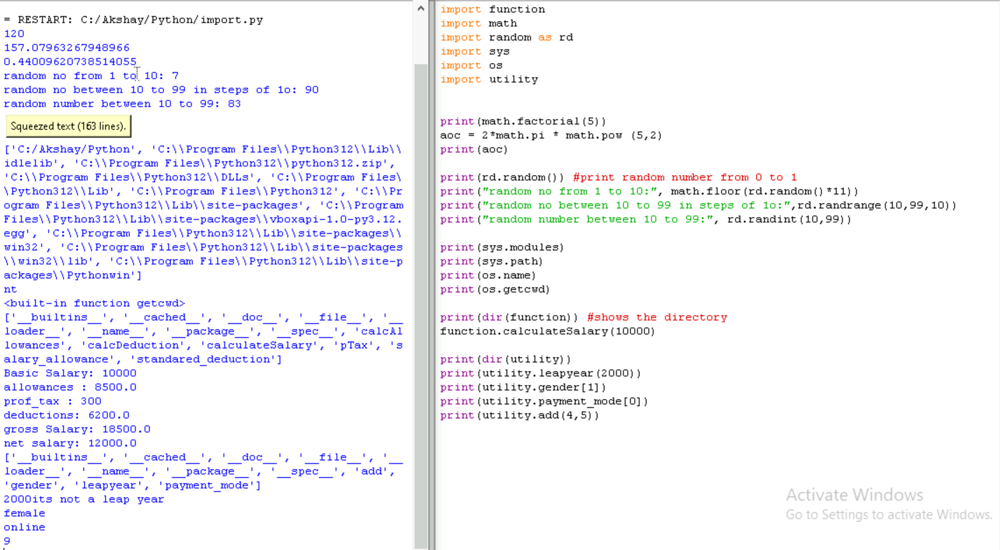 = RESTART: C:/Akshay/Python/import.py
120
157.07963267948966
0.44009620738514055
random no from 1 to 10: 7
random no between 10 to 99 in steps of 1o: 90
random number between 10 to 99: 83
Squeezed text (163 lines).
['C:/Akshay/Python', 'C:\\Program Files\\Python312\\Lib\\
idlelib', 'C:\\Program Files\\Python312\\python312.zip',
'C:\\Program Files\\Python312\\DLLs', 'C:\\Program Files\
\Python312\\Lib', 'C:\\Program Files\\Python312', 'C:\\Pr
ogram Files\\Python312\\Lib\\site-packages', 'C:\\Program
Files\\Python312\\Lib\\site-packages\\vboxapi-1.0-py3.12.
egg', 'C:\\Program Files\\Python312\\Lib\\site-packages\\
win32', 'C:\\Program Files\\Python312\\Lib\\site-packages
\\win32\\lib', 'C:\\Program Files\\Python312\\Lib\\site-p
ackages\\Pythonwin']
nt
<built-in function getcwd>
['__builtins__', '__cached__', '__doc__', '__file__', '__
loader__', '__name__', '__package__', '__spec__', 'calcAl
lowances', 'calcDeduction', 'calculateSalary', 'pTax', 's
alary_allowance', 'standared_deduction']
Basic Salary: 10000
allowances : 8500.0
prof_tax : 300
deductions: 6200.0
gross Salary: 18500.0
net salary: 12000.0
['__builtins__', '__cached__', '__doc__', '__file__', '__
loader__', '__name__', '__package__', '__spec__', 'add',
'gender', 'leapyear', 'payment_mode']
2000its not a leap year
female
online
9
import function
import math
import random as rd
import sys
import os
import utility
print(math.factorial(5))
aoc = 2*math.pi * math.pow (5,2)
print(aoc)
print(rd.random()) #print random number from 0 to 1
print("random no from 1 to 10:", math.floor(rd.random()*11))
print("random no between 10 to 99 in steps of 1o:",rd.randrange(10,99,10))
print("random number between 10 to 99:", rd.randint(10,99))
print(sys.modules)
print(sys.path)
print(os.name)
print(os.getcwd)
print(dir(function)) #shows the directory
function.calculateSalary(10000)
print(dir(utility))
print(utility.leapyear(2000))
print(utility.gender[1])
print(utility.payment_mode[0])
print(utility.add(4,5))
Activate Windows
Go to Settings to activate Windows.